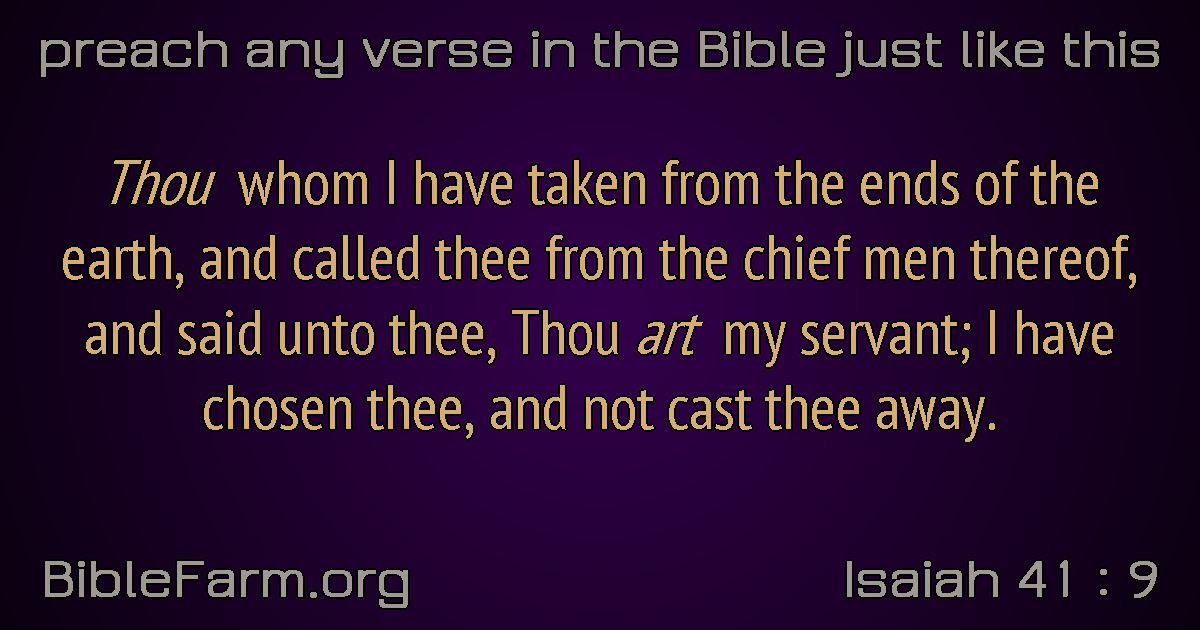 preach any verse in the Bible just like this
Thou whom I have taken from the ends of the
earth, and called thee from the chief men thereof,
and said unto thee, Thou art my servant; I have
chosen thee, and not cast thee away.
BibleFarm.org
Isaiah 41 : 9